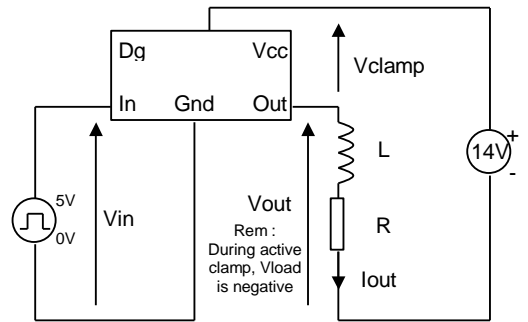 Dg Vcc
In Gnd Out
Vclamp
14V
+
-
L
5V
0V
Vin
Vout
Rem :
During active
clamp, Vload
is negative
R
Iout